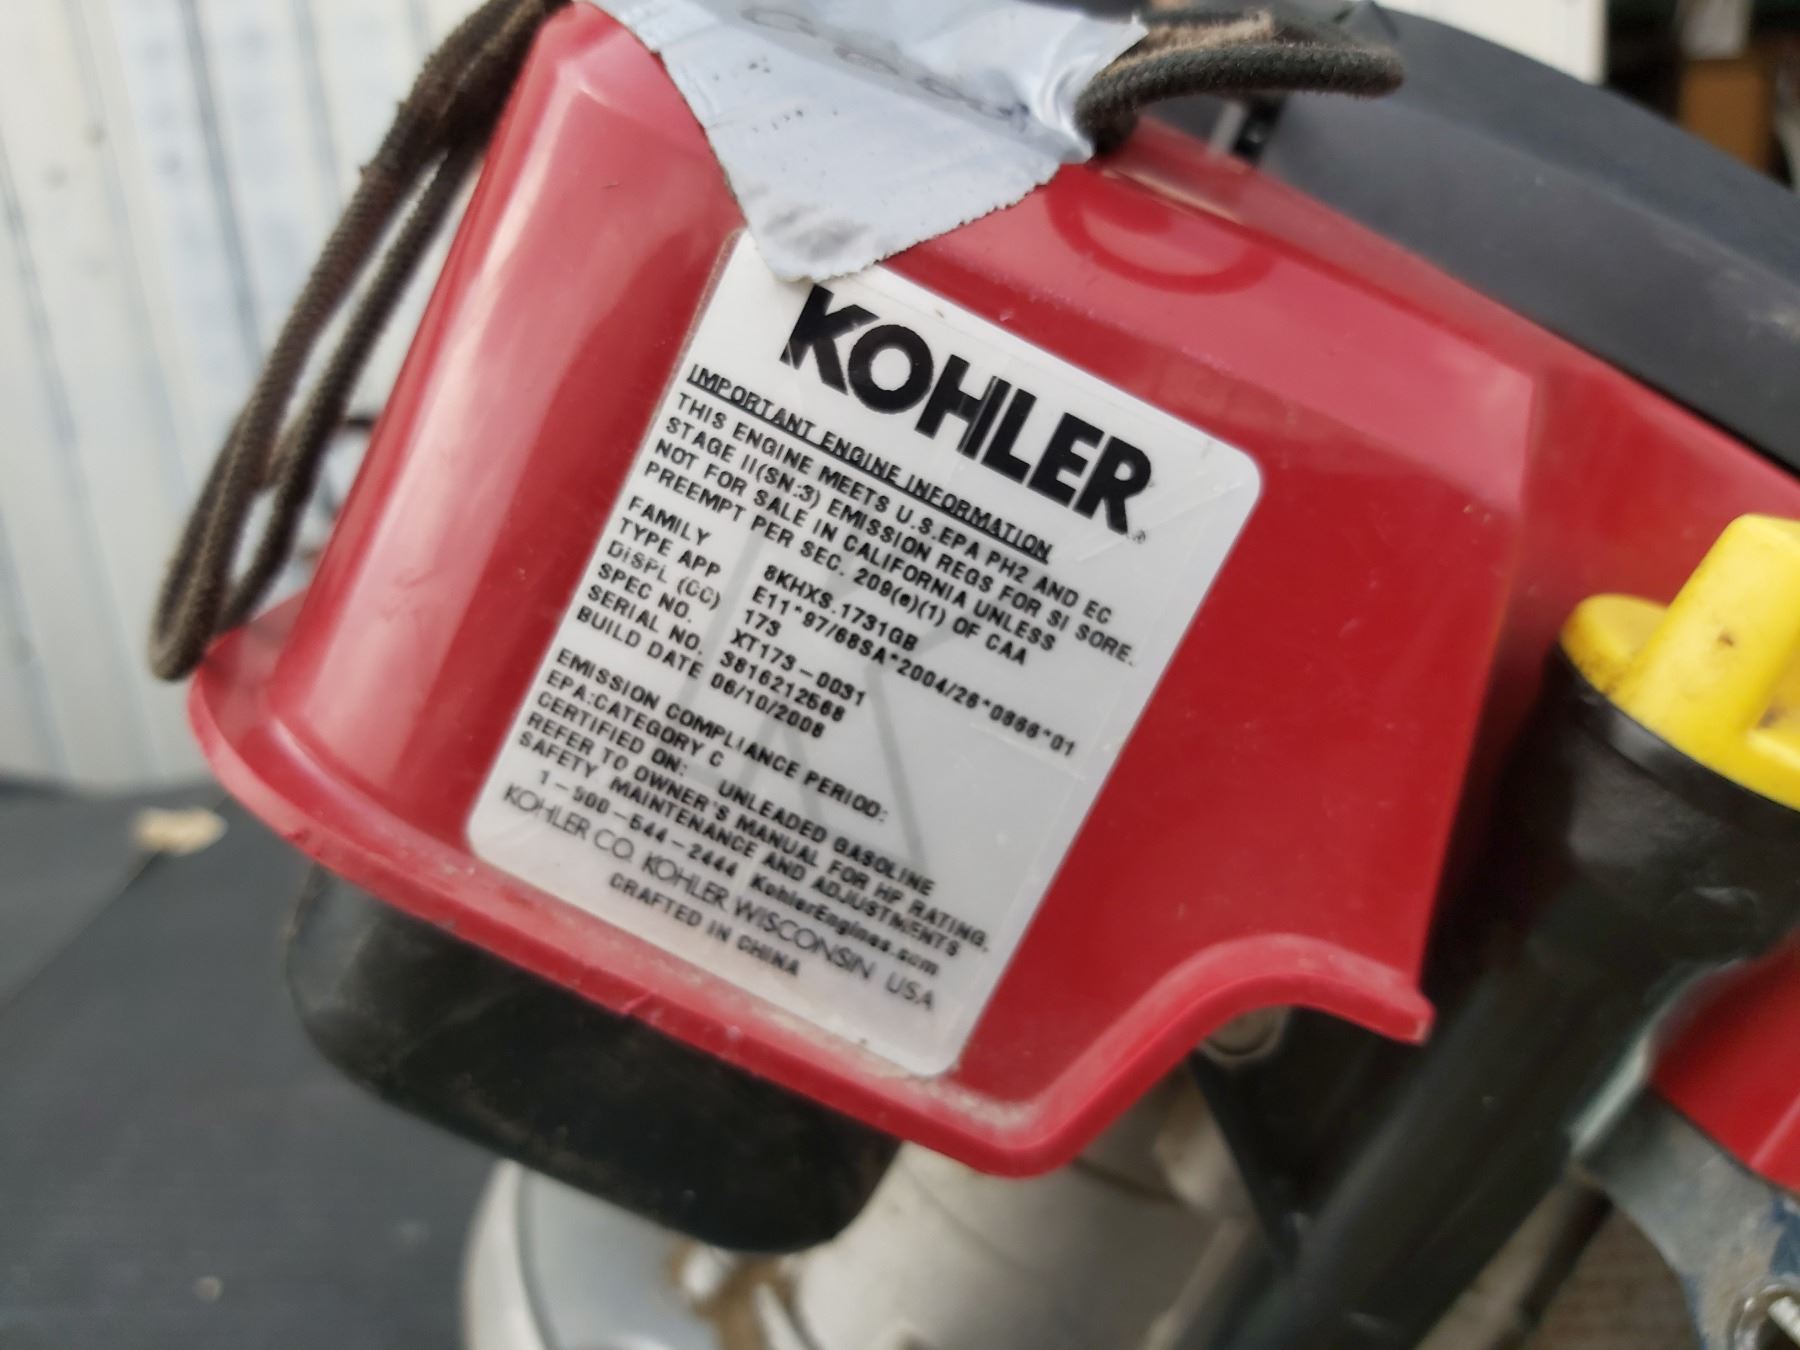 KOHLER®
IMPORTANT ENGINE INFORMATION
THIS ENGINE MEETS U.S.EPA PH2 AND EC
STAGE II(SN:3) EMISSION REGS FOR SI SORE.
NOT FOR SALE IN CALIFORNIA UNLESS
PREEMPT PER SEC. 209(e)(1) OF CAA
FAMILY 8KHXS.1731GB
TYPE APP E11*97/68SA*2004/26*0866*01
DISPL (CC) 173
SPEC NO. XT173-0031
SERIAL NO. 3816212568
BUILD DATE 06/10/2008
EMISSION COMPLIANCE PERIOD:
EPA:CATEGORY C
CERTIFIED ON: UNLEADED GASOLINE
REFER TO OWNER'S MANUAL FOR HP RATING,
SAFETY MAINTENANCE AND ADJUSTMENTS
1-500-544-2444 KohlerEngines.com
KOHLER CO. KOHLER WISCONSIN USA
CRAFTED IN CHINA